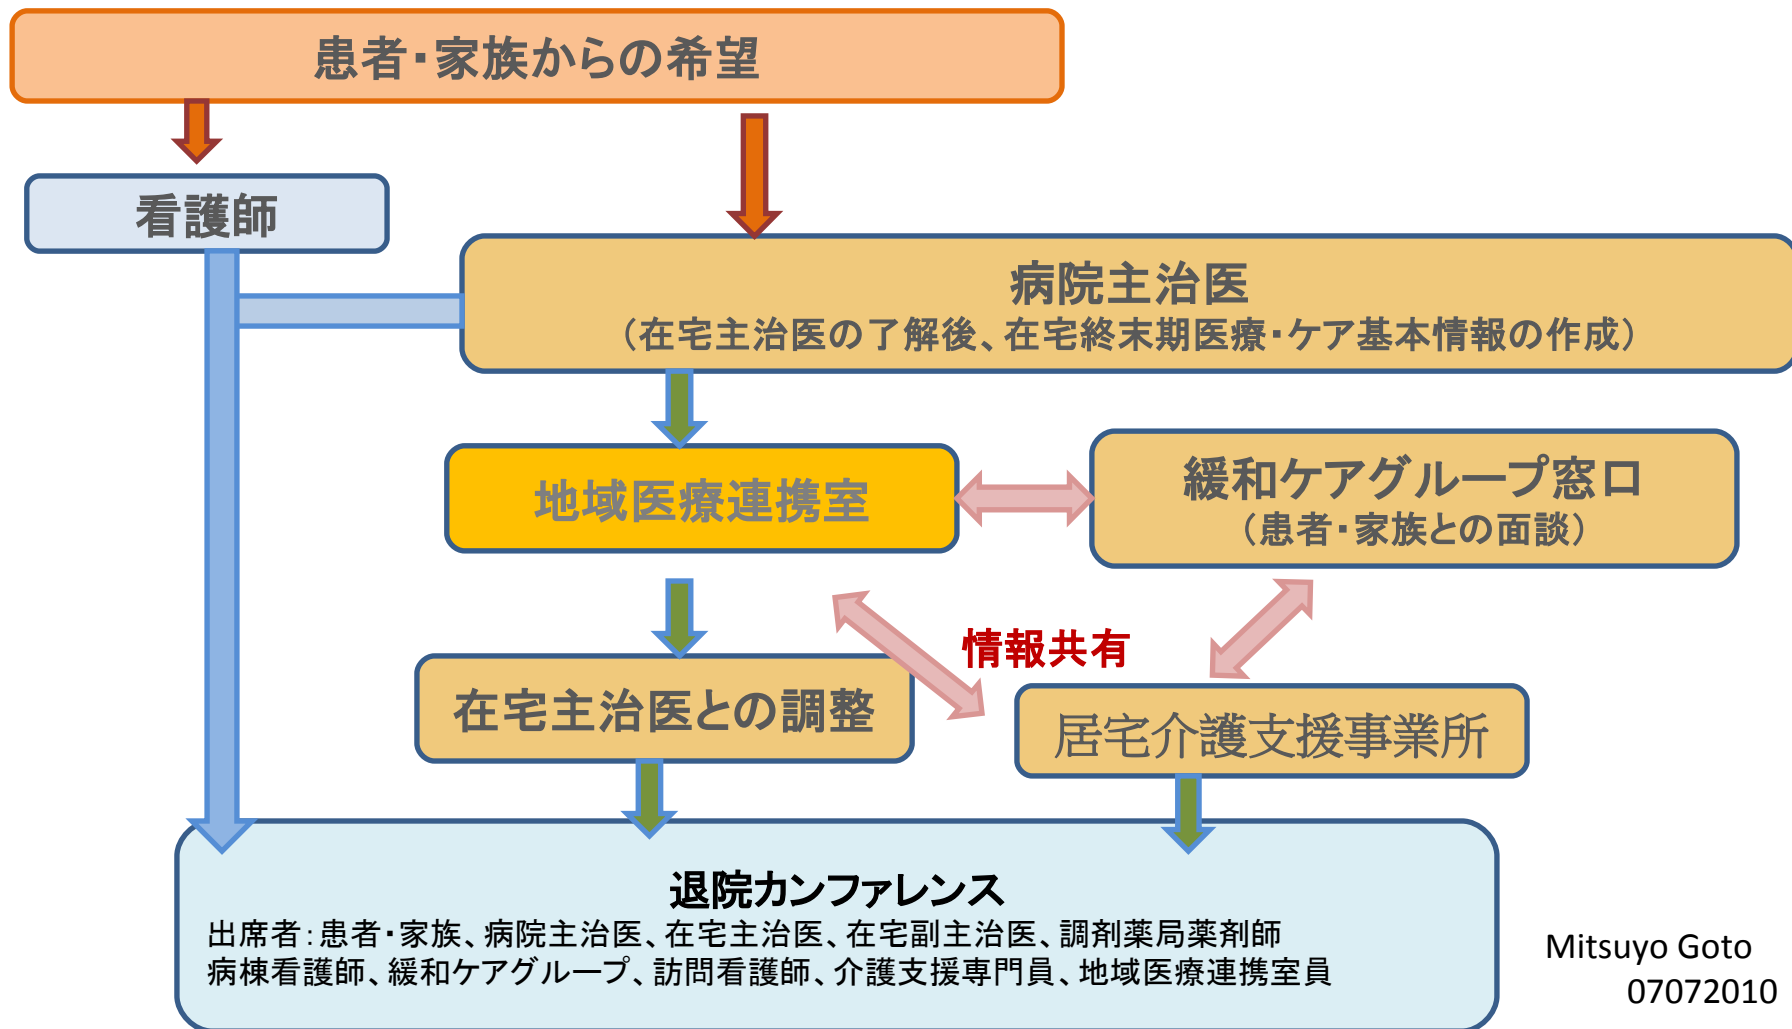 患者・家族からの希望
看護師
病院主治医
（在宅主治医の了解後、在宅終末期医療・ケア基本情報の作成）
地域医療連携室
緩和ケアグループ窓口
（患者・家族との面談）
情報共有
在宅主治医との調整
居宅介護支援事業所
退院カンファレンス
出席者：患者・家族、病院主治医、在宅主治医、在宅副主治医、調剤薬局薬剤師
病棟看護師、緩和ケアグループ、訪問看護師、介護支援専門員、地域医療連携室員
Mitsuyo Goto
07072010